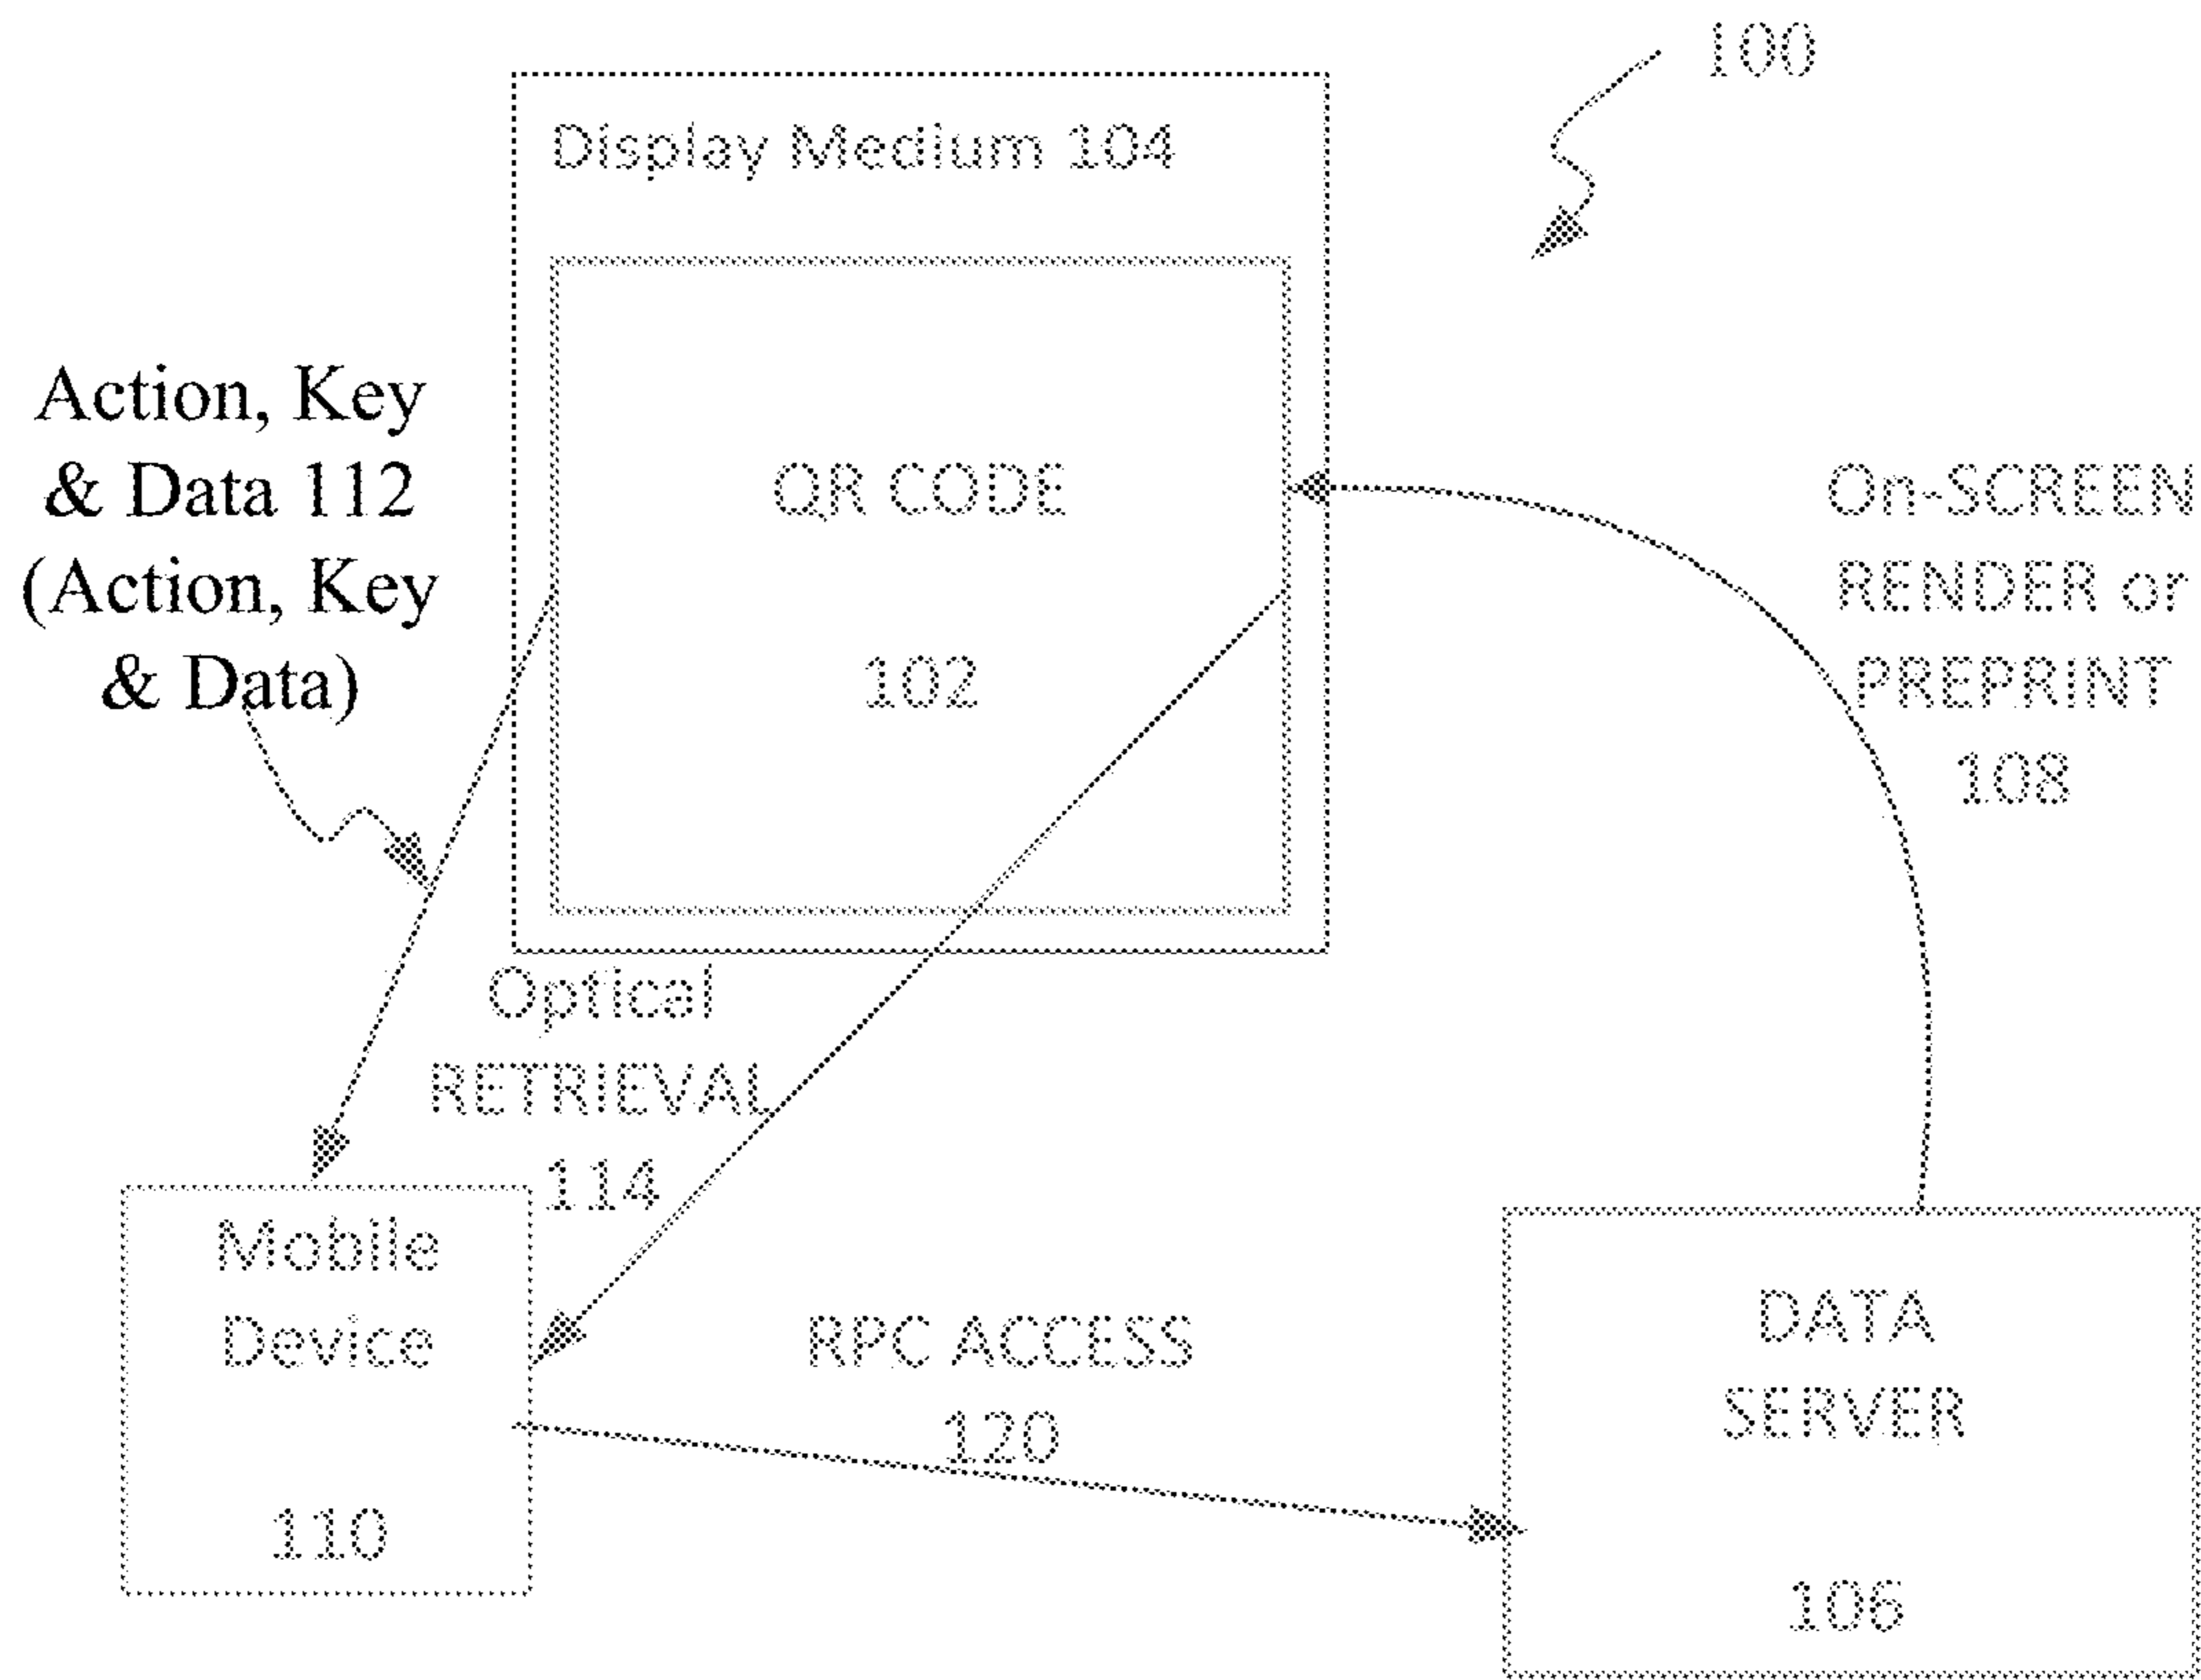 100
Display Medium 104
Action, Key
& Data 112
(Action, Key
& Data)
QR CODE
102
On-SCREEN
RENDER or
PREPRINT
108
Optical
RETRIEVAL
114
Mobile
Device
110
RPC ACCESS
120
DATA
SERVER
106